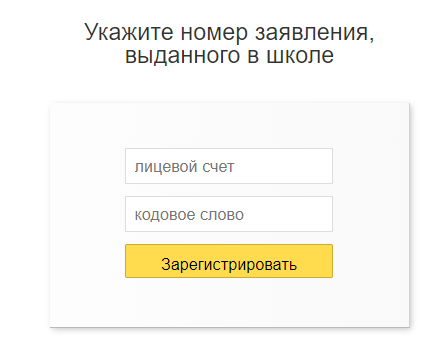 Укажите номер заявления,
выданного в школе
лицевой счет
кодовое слово
Зарегистрировать